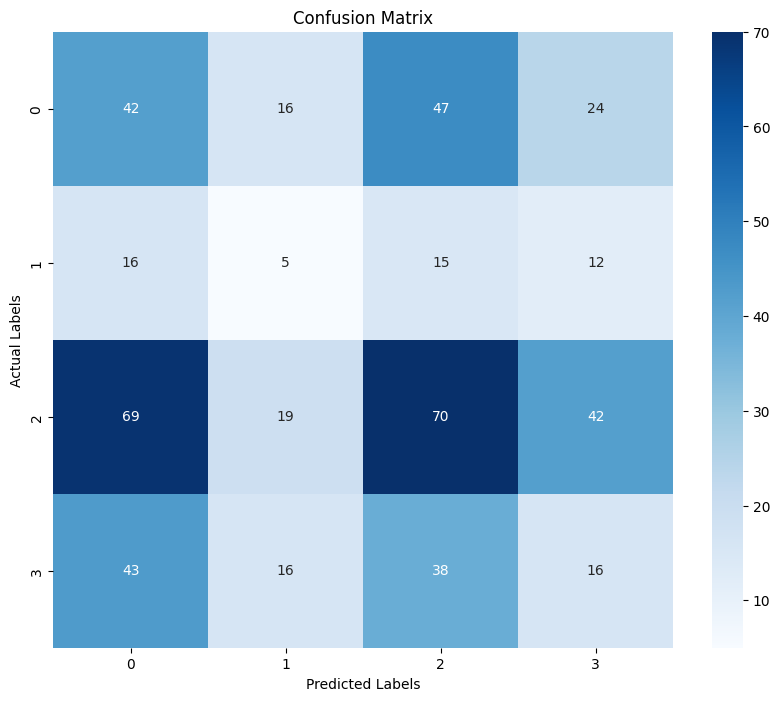 Confusion Matrix
0 42 16 47 24
1 16 5 15 12
2 69 19 70 42
3 43 16 38 16
0 1 2 3
Actual Labels
Predicted Labels
70
60
50
40
30
20
10